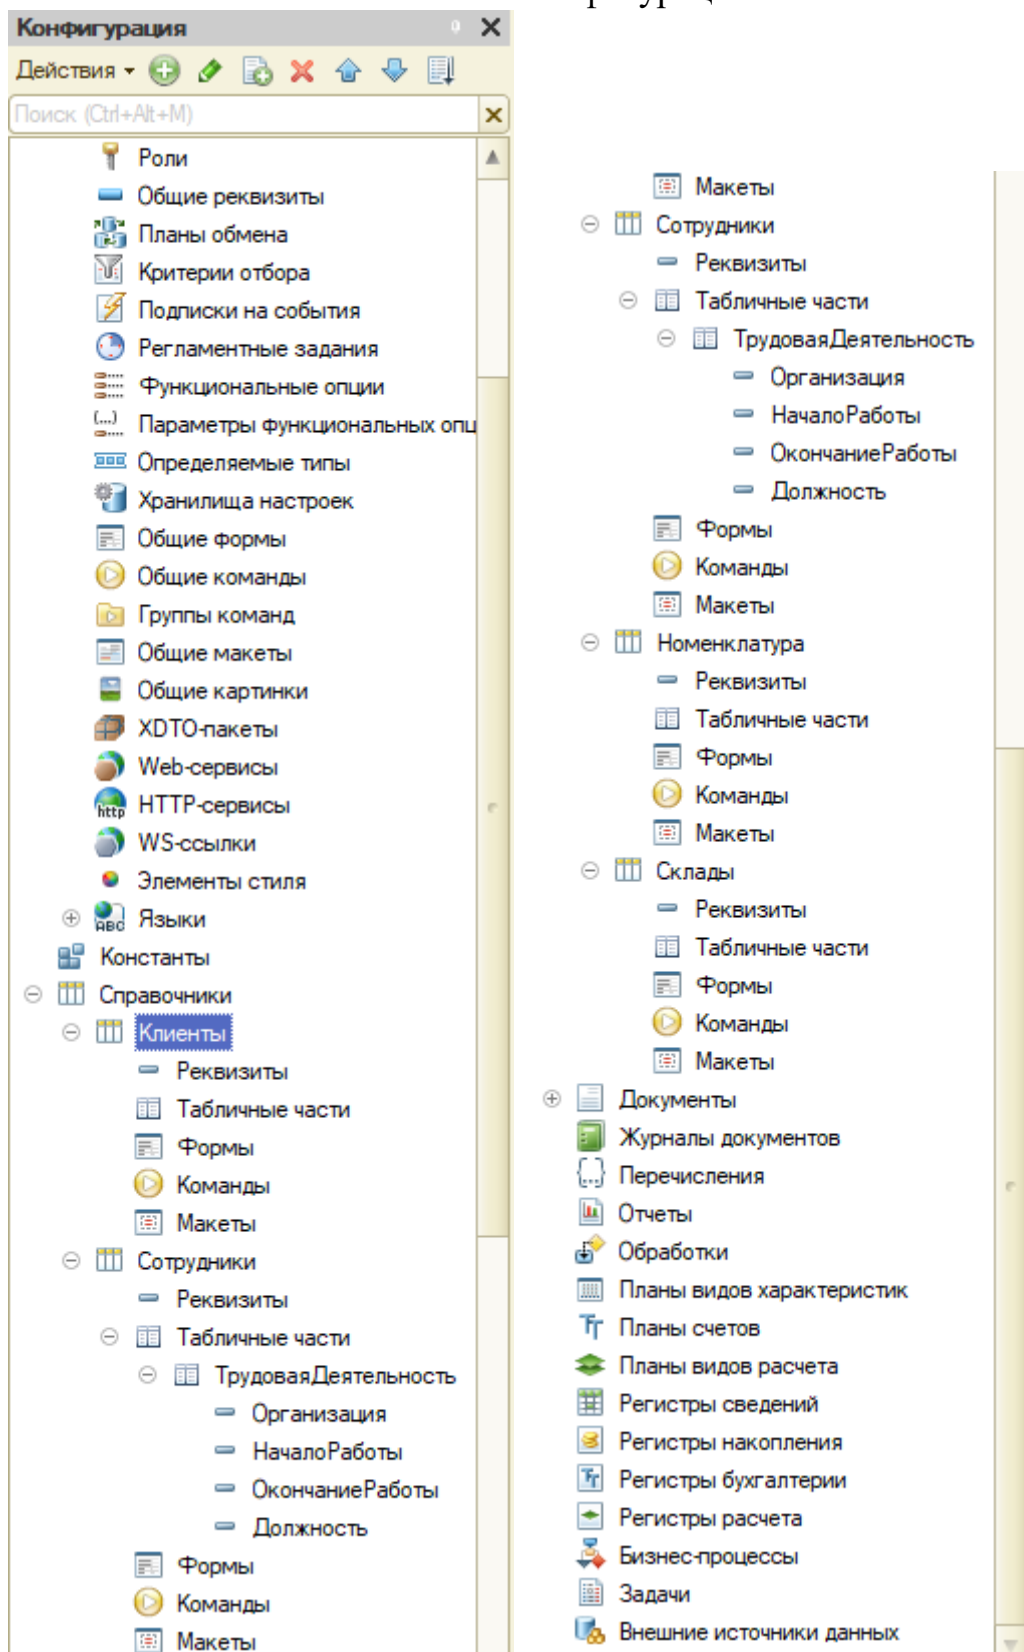 Конфигурация
Действия
Поиск (Ctrl+Alt+M)
Роли
Общие реквизиты
Планы обмена
Критерии отбора
Подписки на события
Регламентные задания
Функциональные опции
Параметры функциональных опц
Определяемые типы
Хранилища настроек
Общие формы
Общие команды
Группы команд
Общие макеты
Общие картинки
XDTO-пакеты
Web-сервисы
HTTP-сервисы
WS-ссылки
Элементы стиля
Языки
Константы
Справочники
Клиенты
Реквизиты
Табличные части
Формы
Команды
Макеты
Сотрудники
Реквизиты
Табличные части
ТрудоваяДеятельность
Организация
НачалоРаботы
ОкончаниеРаботы
Должность
Формы
Команды
Макеты
Макеты
Сотрудники
Реквизиты
Табличные части
ТрудоваяДеятельность
Организация
НачалоРаботы
ОкончаниеРаботы
Должность
Формы
Команды
Макеты
Номенклатура
Реквизиты
Табличные части
Формы
Команды
Макеты
Склады
Реквизиты
Табличные части
Формы
Команды
Макеты
Документы
Журналы документов
Перечисления
Отчеты
Обработки
Планы видов характеристик
Планы счетов
Планы видов расчета
Регистры сведений
Регистры накопления
Регистры бухгалтерии
Регистры расчета
Бизнес-процессы
Задачи
Внешние источники данных